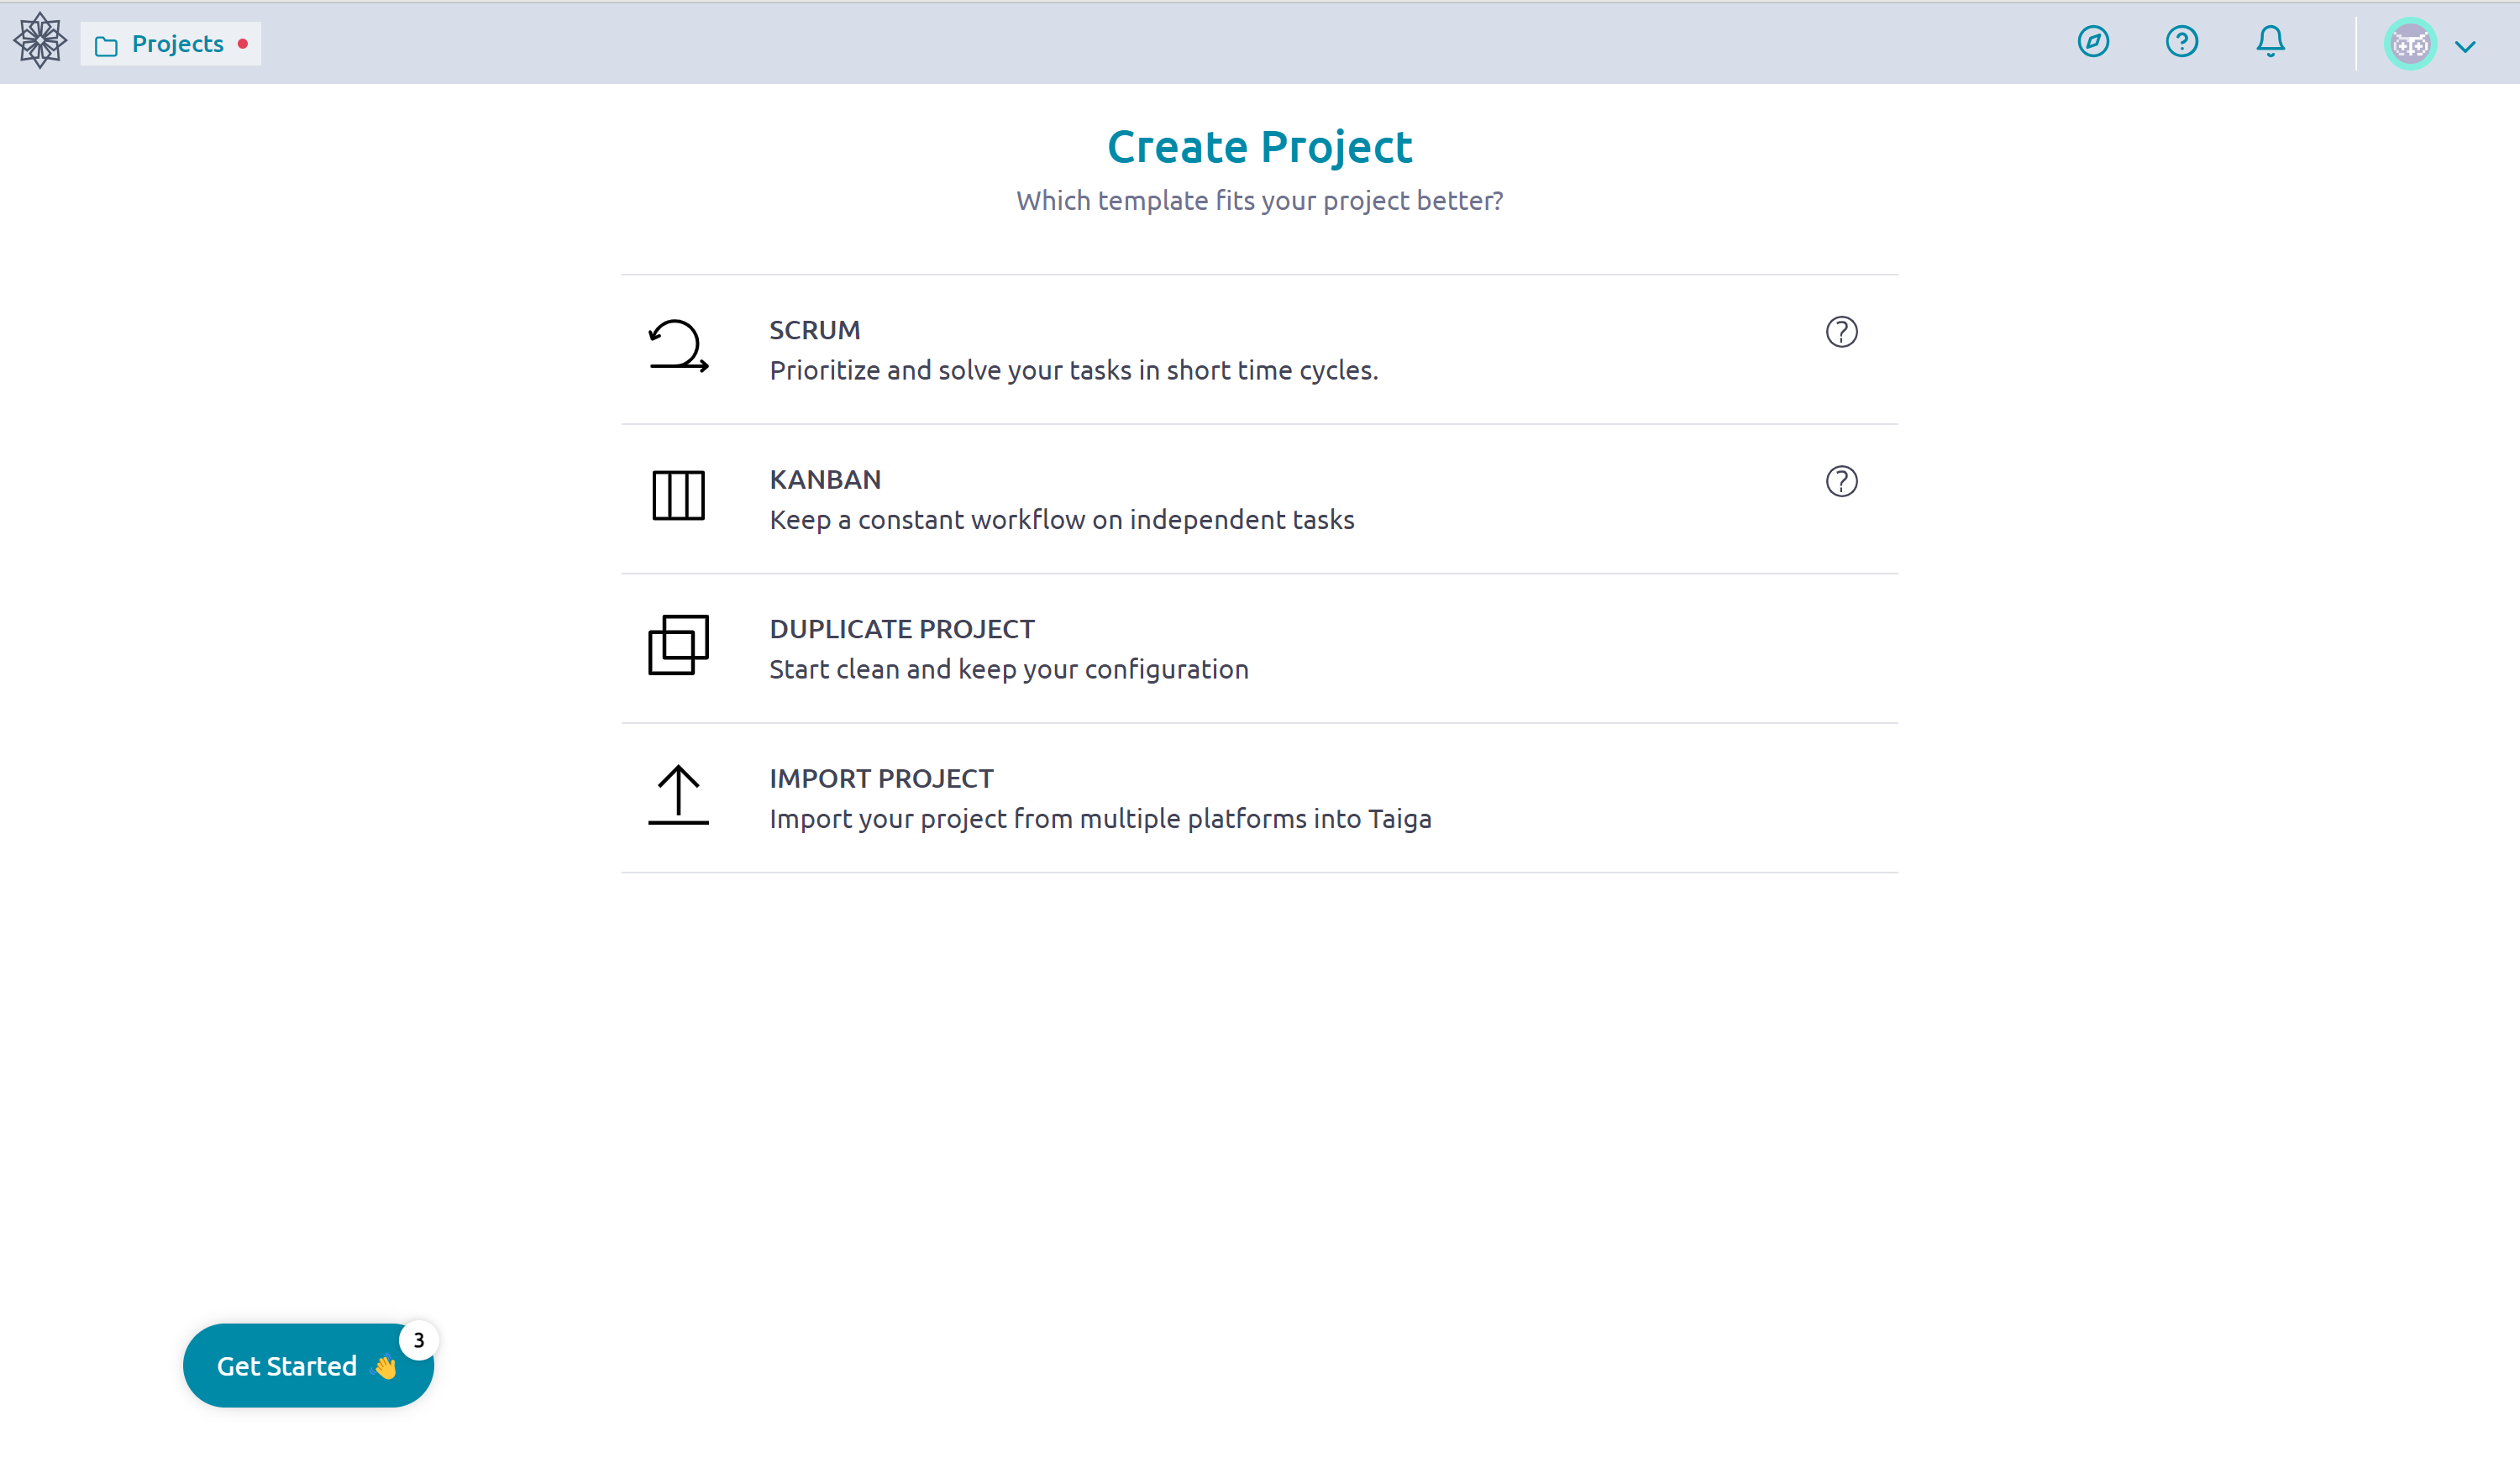 Projects
Create Project
Which template fits your project better?
SCRUM
Prioritize and solve your tasks in short time cycles.
KANBAN
Keep a constant workflow on independent tasks
DUPLICATE PROJECT
Start clean and keep your configuration
IMPORT PROJECT
Import your project from multiple platforms into Taiga
3
Get Started 👋